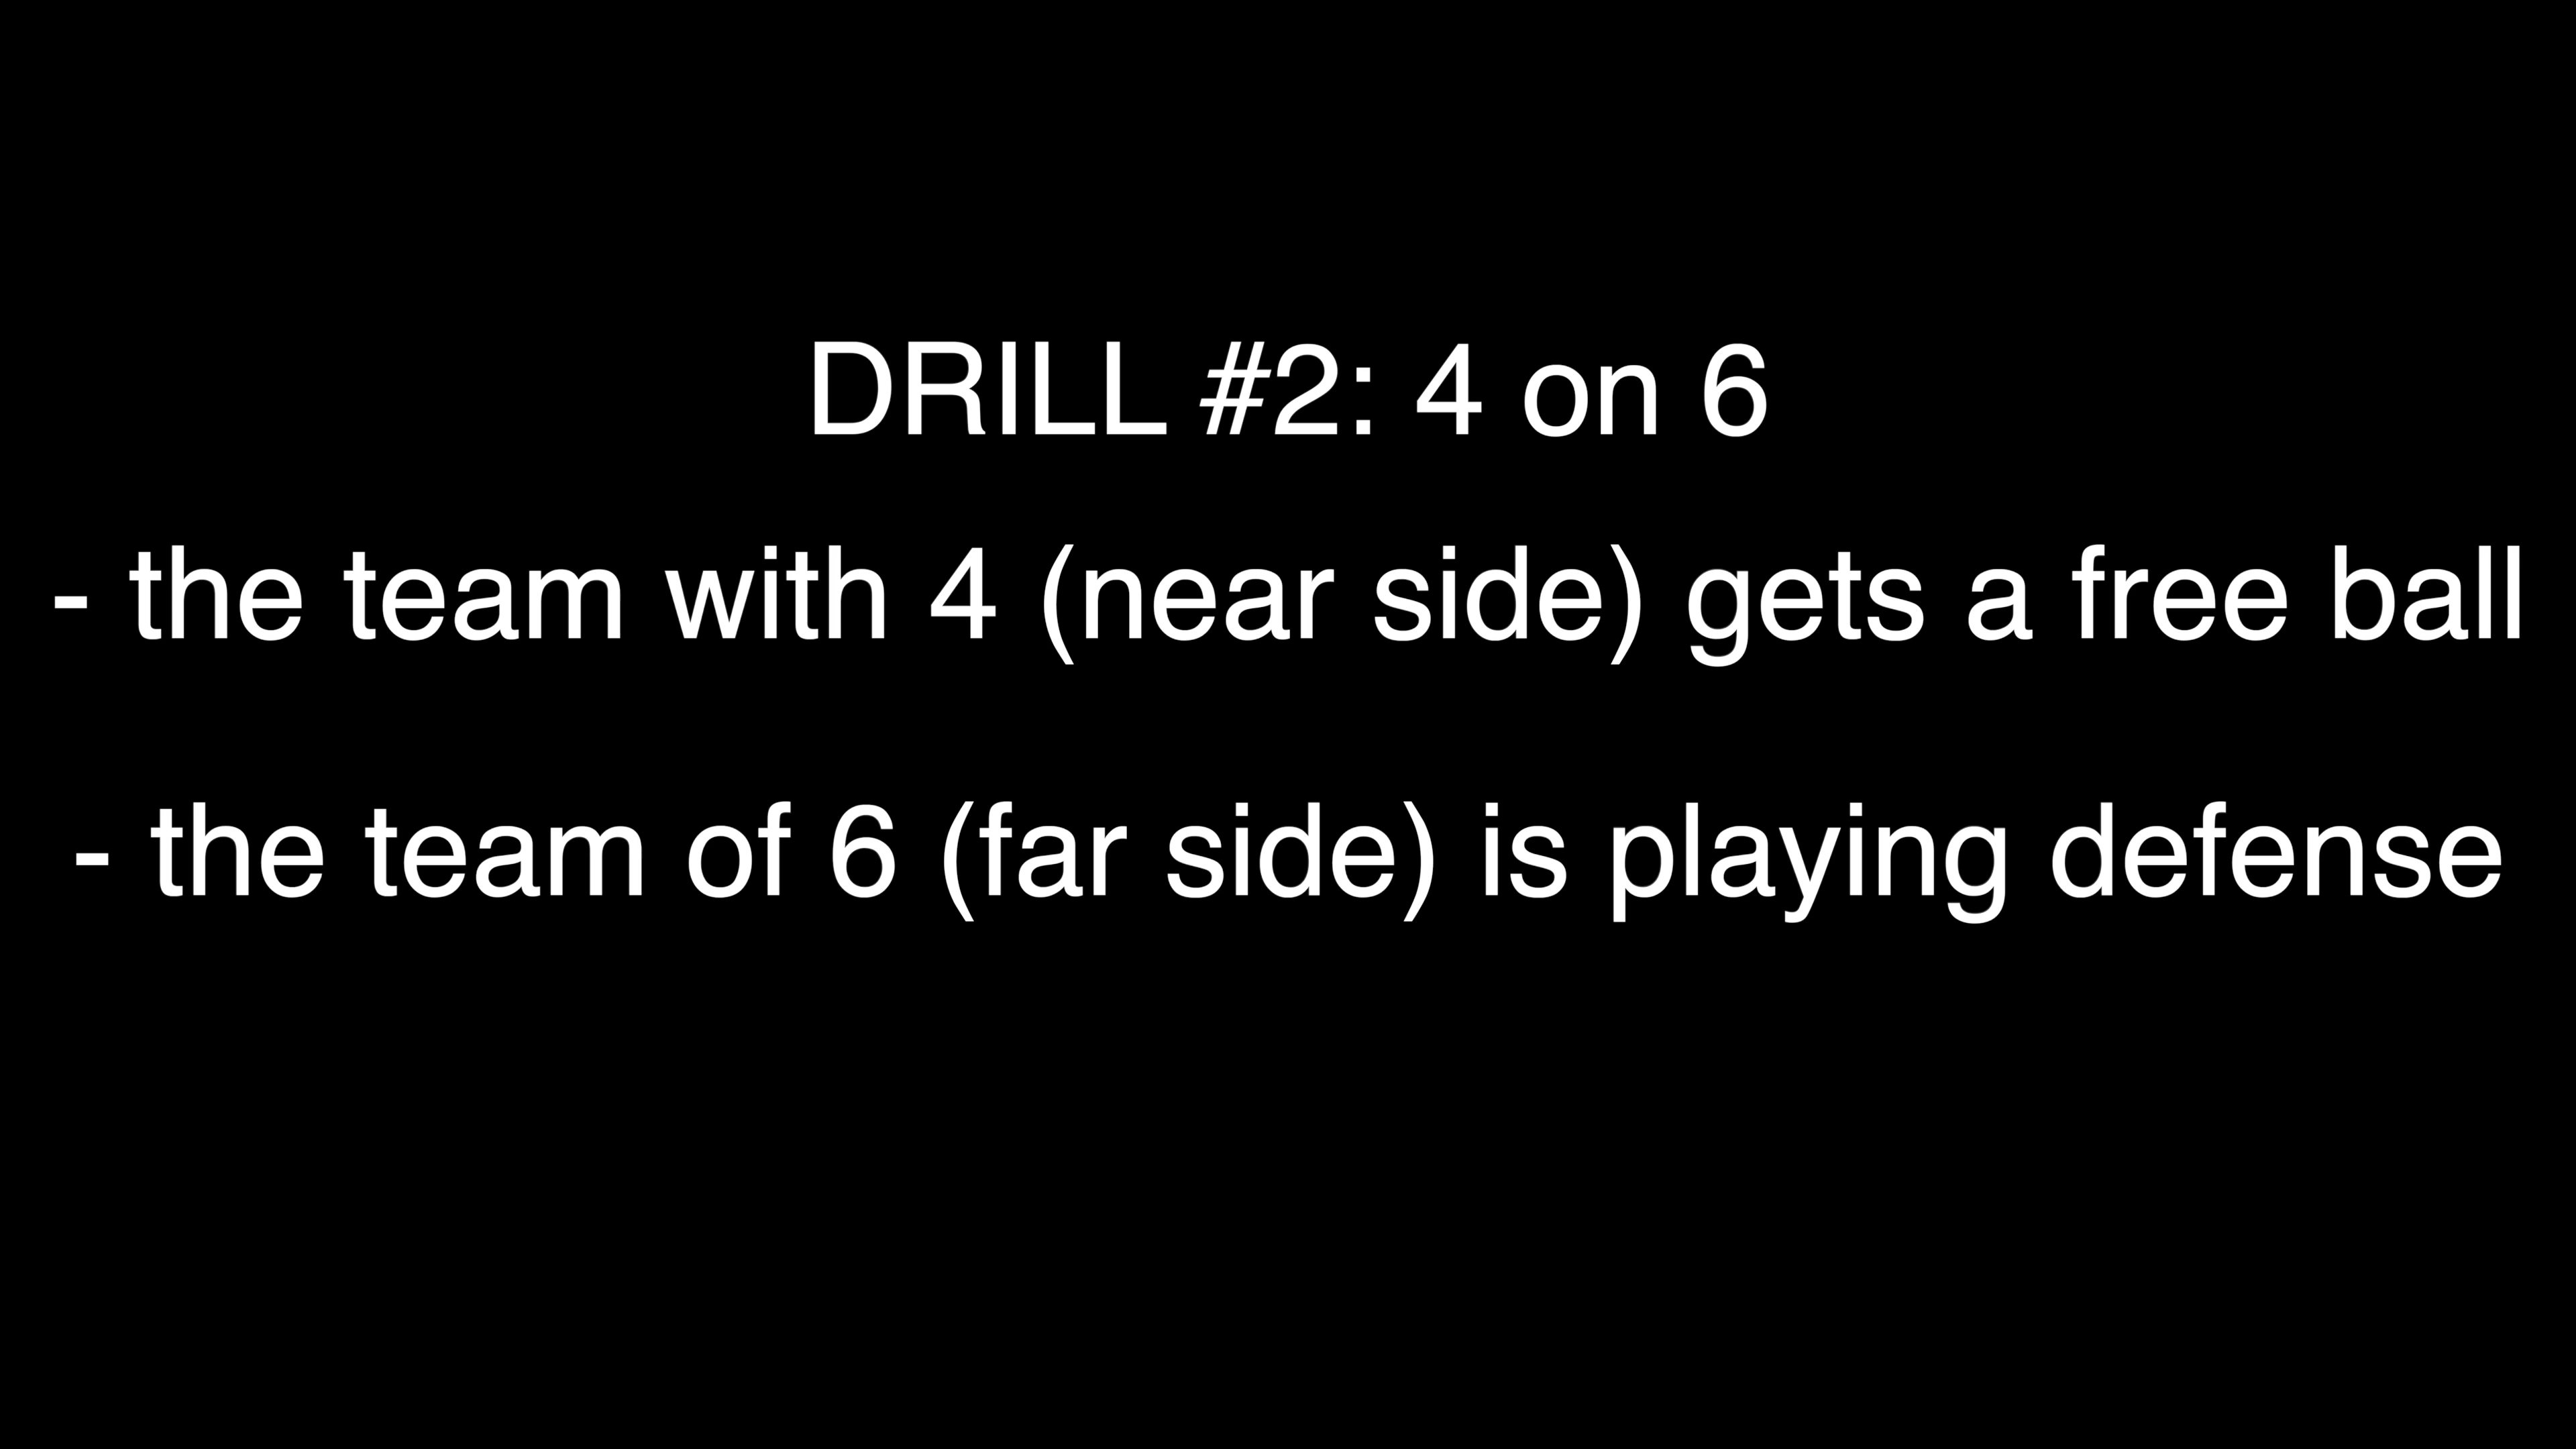 DRILL #2: 4 on 6
- the team with 4 (near side) gets a free ball
- the team of 6 (far side) is playing defense